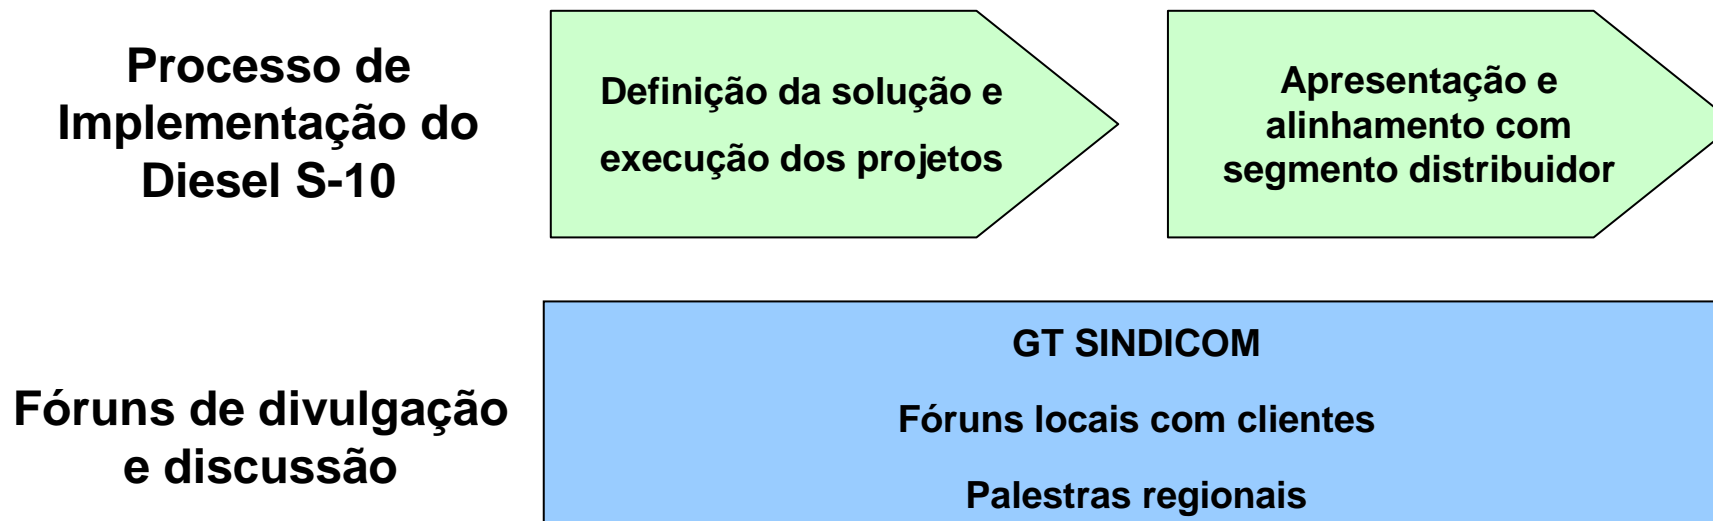 Processo de
Implementação do
Diesel S-10
Definição da solução e
execução dos projetos
Apresentação e
alinhamento com
segmento distribuidor
Fóruns de divulgação
e discussão
GT SINDICOM
Fóruns locais com clientes
Palestras regionais